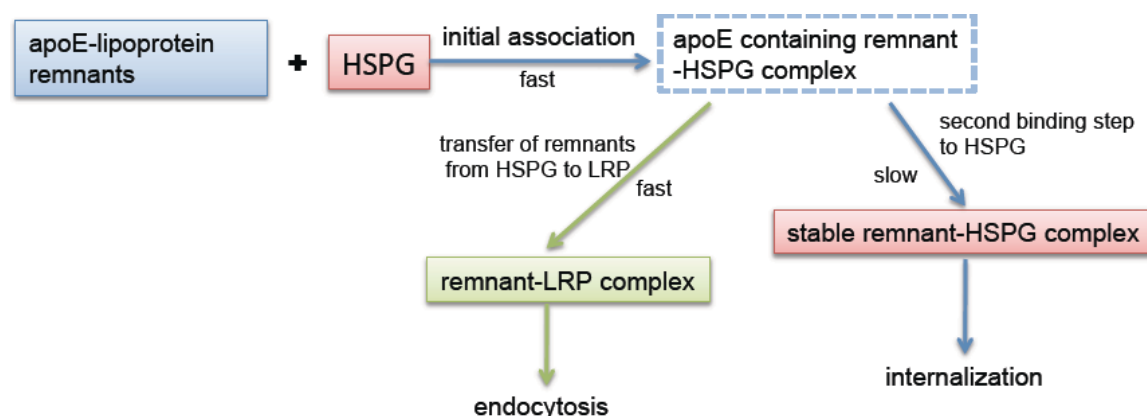 apoE-lipoprotein
remnants
+
HSPG
initial association
fast
apoE containing remnant
-HSPG complex
transfer of remnants
from HSPG to LRP
fast
second binding step
to HSPG
slow
remnant-LRP complex
stable remnant-HSPG complex
endocytosis
internalization